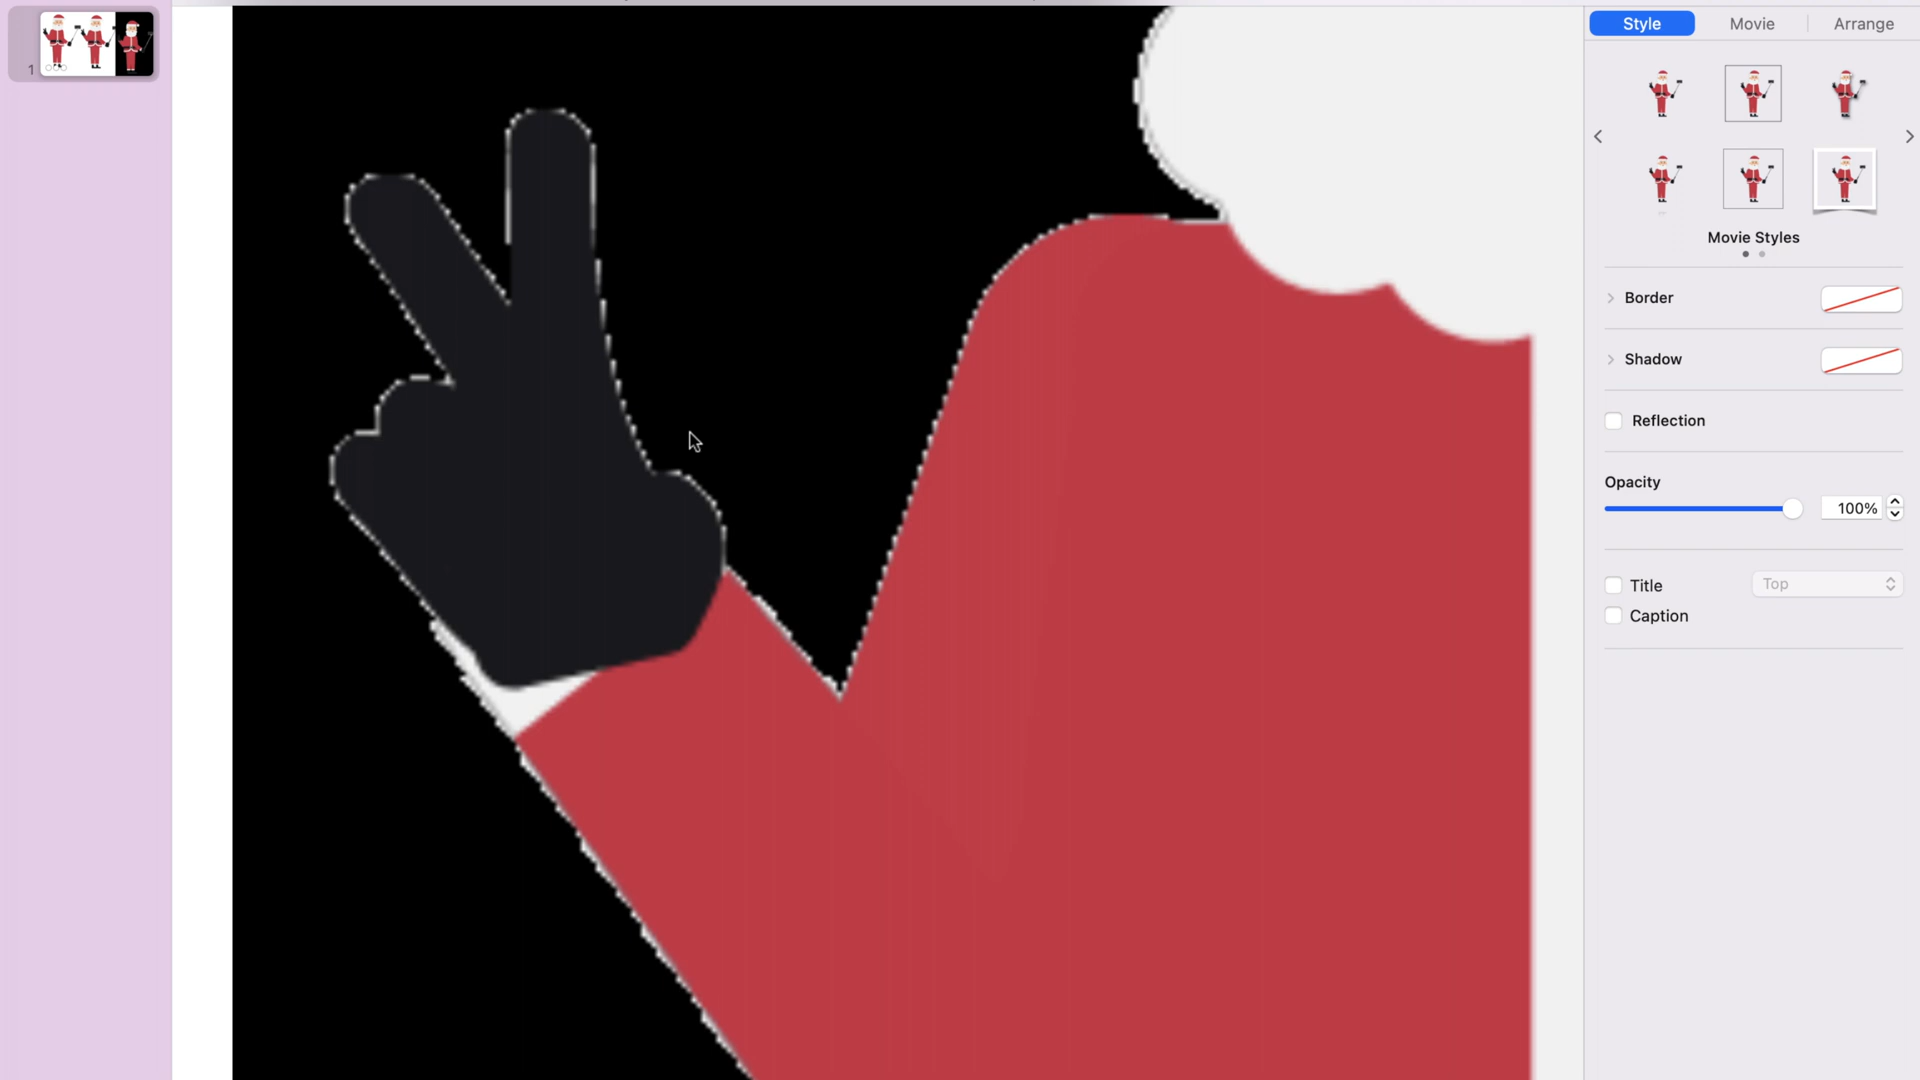 1
Style
Movie
Arrange
Movie Styles
Border
Shadow
Reflection
Opacity
100%
Title
Top
Caption